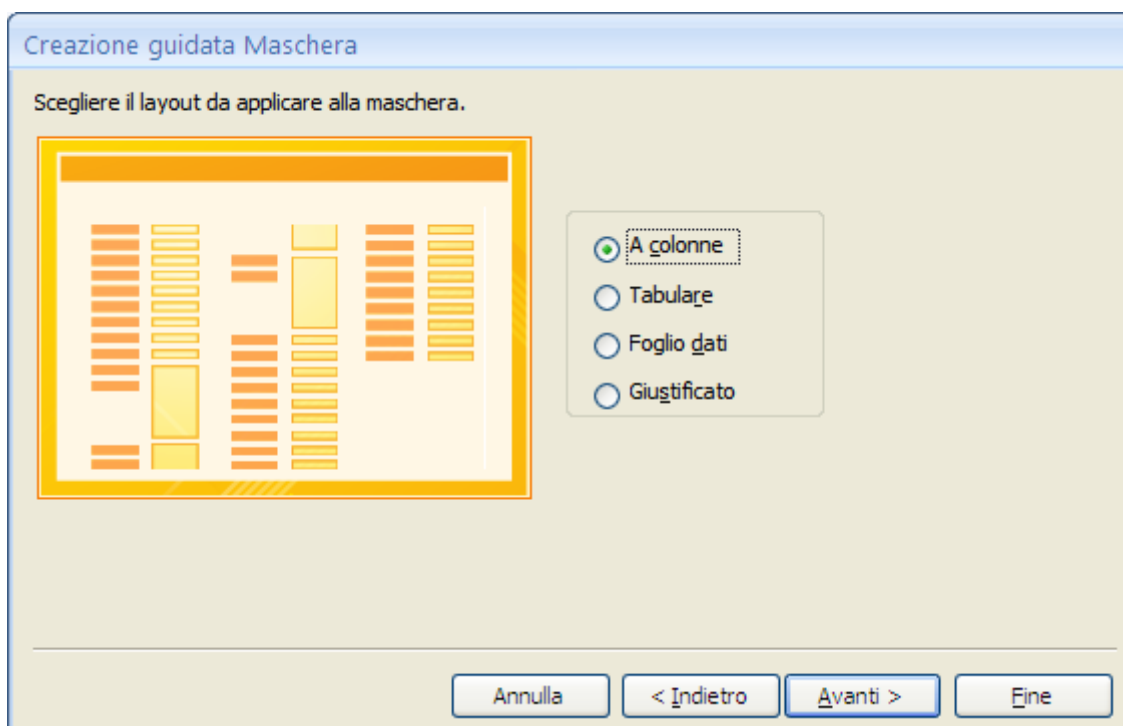 Creazione guidata Maschera
Scegliere il layout da applicare alla maschera.
A colonne
Tabulare
Foglio dati
Giustificato
Annulla
< Indietro
Avanti >
Fine